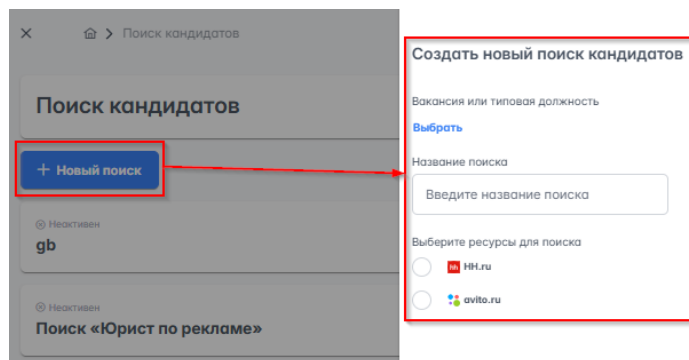 Поиск кандидатов
Поиск кандидатов
+ Новый поиск
Неактивен
gb
Неактивен
Поиск «Юрист по рекламе»
Создать новый поиск кандидатов
Вакансия или типовая должность
Выбрать
Название поиска
Введите название поиска
Выберите ресурсы для поиска
hh HH.ru
avito.ru